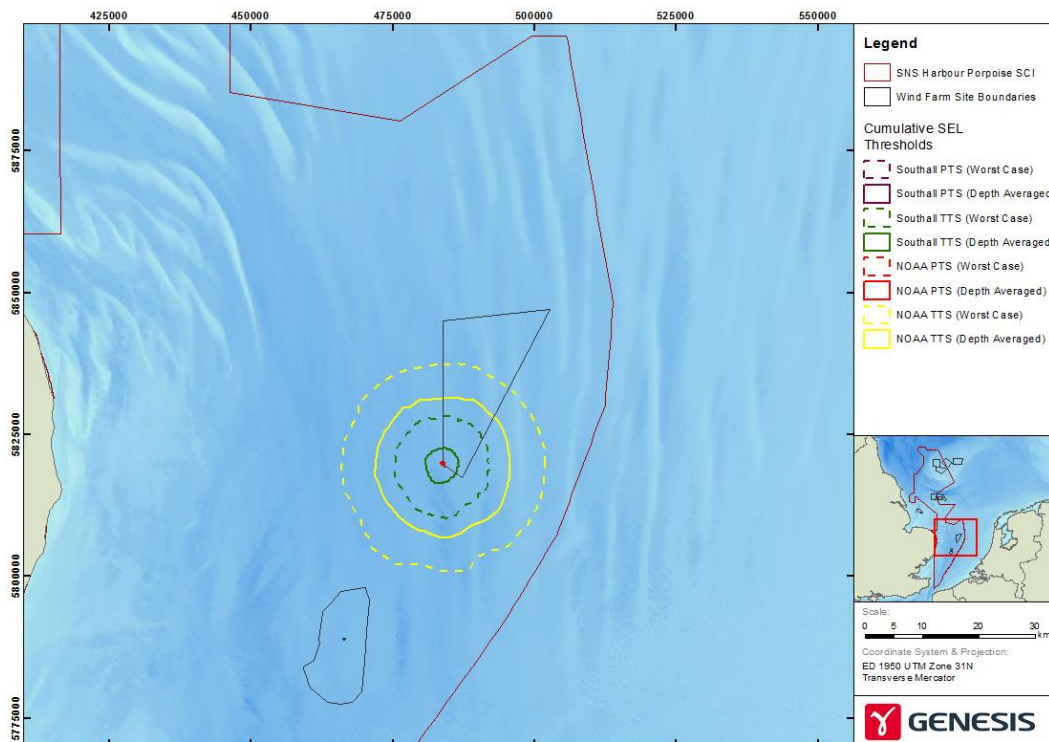 425000 450000 475000 500000 525000 550000
5875000
5850000
5825000
5800000
5775000
Legend
SNS Harbour Porpoise SCI
Wind Farm Site Boundaries
Cumulative SEL
Thresholds
Southall PTS (Worst Case)
Southall PTS (Depth Averaged)
Southall TTS (Worst Case)
Southall TTS (Depth Averaged)
NOAA PTS (Worst Case)
NOAA PTS (Depth Averaged)
NOAA TTS (Worst Case)
NOAA TTS (Depth Averaged)
Scale:
0 5 10 20 30
km
Coordinate System & Projection:
ED 1950 UTM Zone 31N
Transverse Mercator
GENESIS